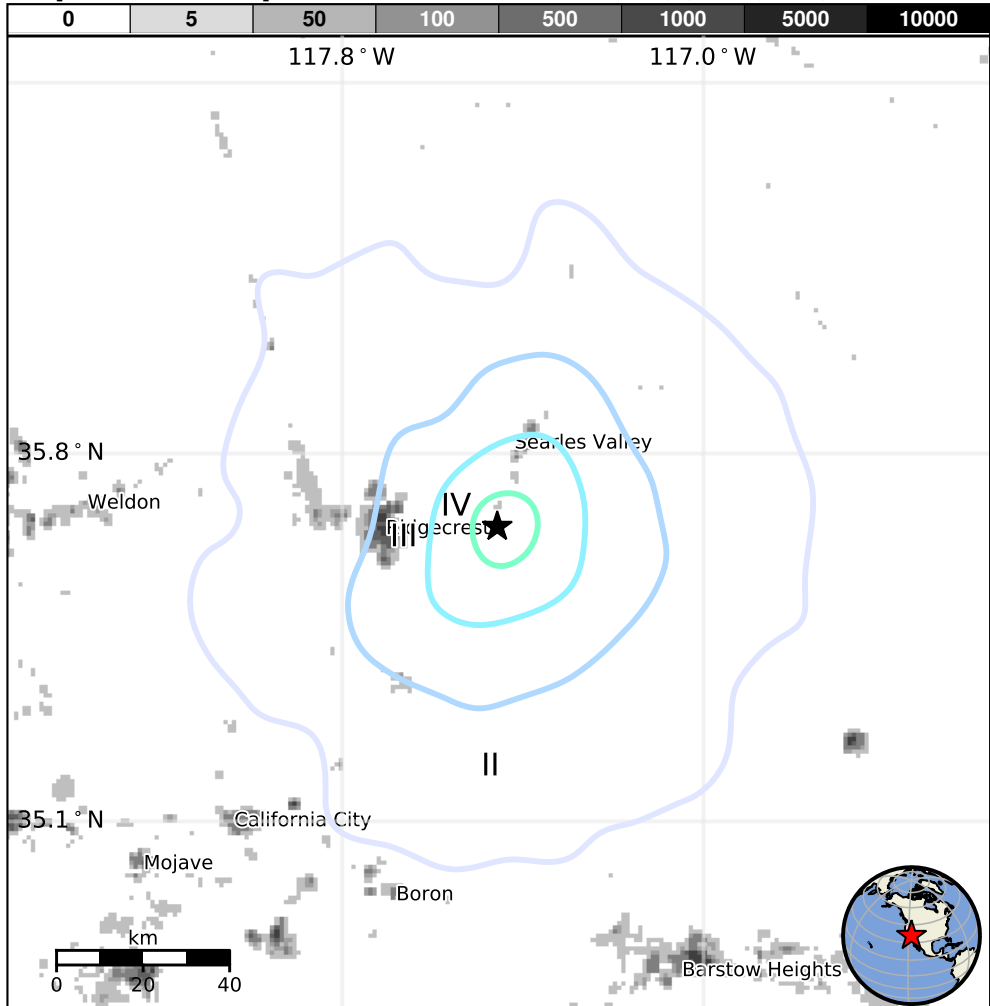 0 5 50 100 500 1000 5000 10000
117.8°W 117.0°W
35.8°N
Searles Valley
Weldon
IV
Ridgecrest
III
II
35.1°N
California City
Mojave
Boron
km
0 20 40
Barstow Heights